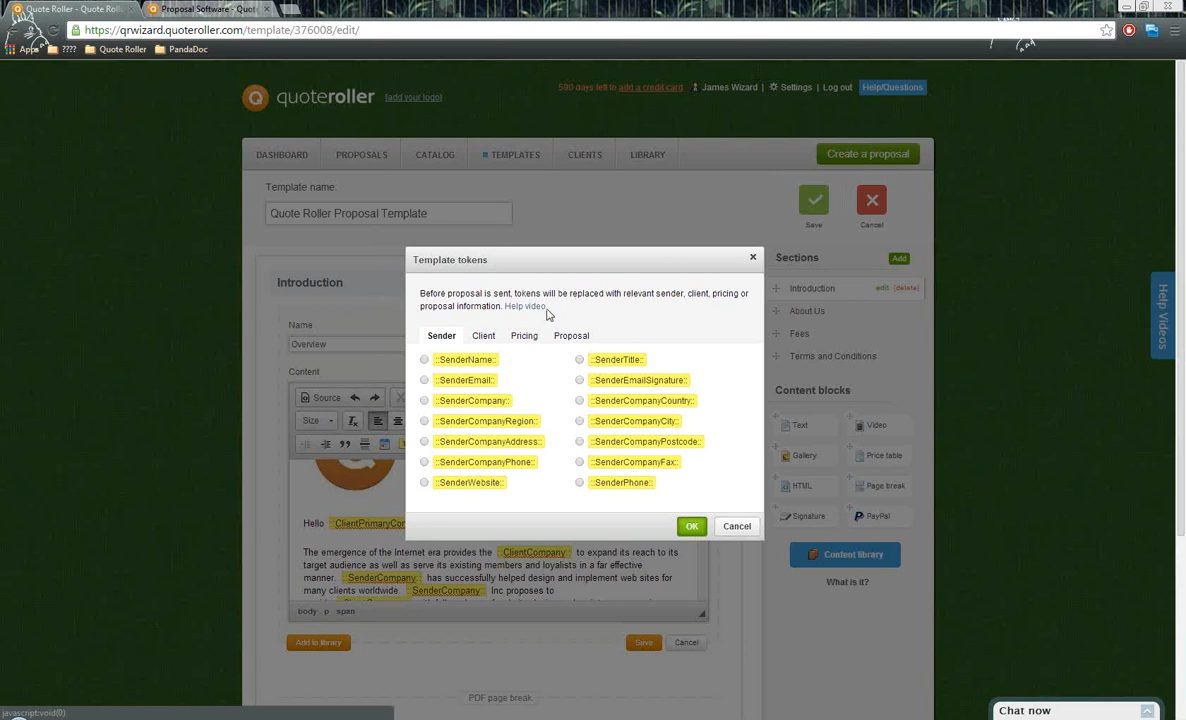 Quote Roller - Quote Roll
Proposal Software - Quot
https://qrwizard.quoteroller.com/template/376008/edit/
Apps ???? Quote Roller PandaDoc
quoteroller [add your logo!]
590 days left to add a credit card James Wizard Settings Log out Help/Questions
DASHBOARD PROPOSALS CATALOG TEMPLATES CLIENTS LIBRARY Create a proposal
Template name:
Quote Roller Proposal Template
Save Cancel
Introduction
Name
Overview
Content
Source
Size
Template tokens
Before proposal is sent, tokens will be replaced with relevant sender, client, pricing or
proposal information. Help video
Sender Client Pricing Proposal
::SenderName:: ::SenderTitle::
::SenderEmail:: ::SenderEmailSignature::
::SenderCompany:: ::SenderCompanyCountry::
::SenderCompanyRegion:: ::SenderCompanyCity::
::SenderCompanyAddress:: ::SenderCompanyPostcode::
::SenderCompanyPhone:: ::SenderCompanyFax::
::SenderWebsite:: ::SenderPhone::
OK Cancel
Hello ::ClientPrimaryCon
The emergence of the Internet era provides the ::ClientCompany:: to expand its reach to its
target audience as well as serve its existing members and loyalists in a far effective
manner. ::SenderCompany:: has successfully helped design and implement web sites for
many clients worldwide. ::SenderCompany:: Inc proposes to
body p span
Add to library Save Cancel
PDF page break
Sections Add
Introduction edit (delete)
About Us
Fees
Terms and Conditions
Content blocks
Text Video
Gallery Price table
HTML Page break
Signature PayPal
Content library
What is it?
Help Videos
javascript:void(0)
Chat now